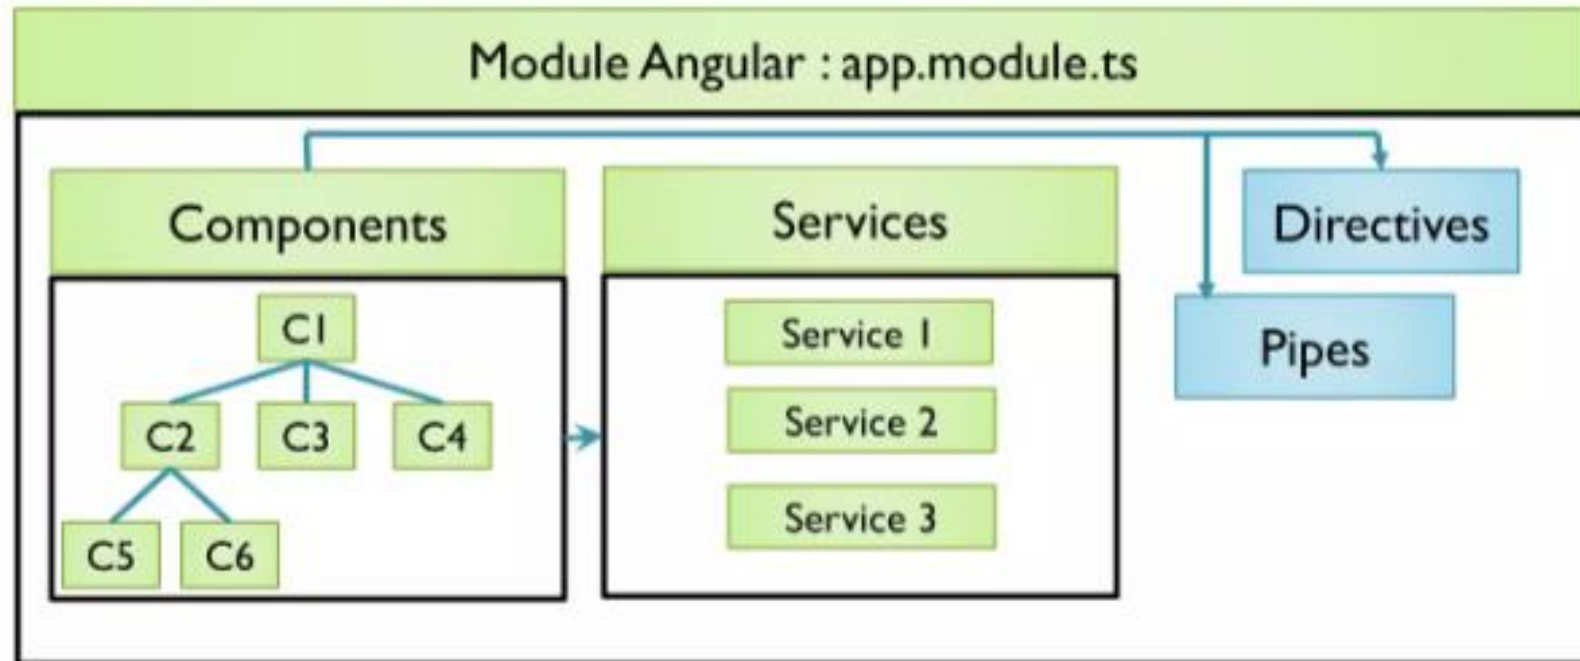 Module Angular : app.module.ts
Components
Services
Directives
Pipes
C1
C2 C3 C4
C5 C6
Service 1
Service 2
Service 3